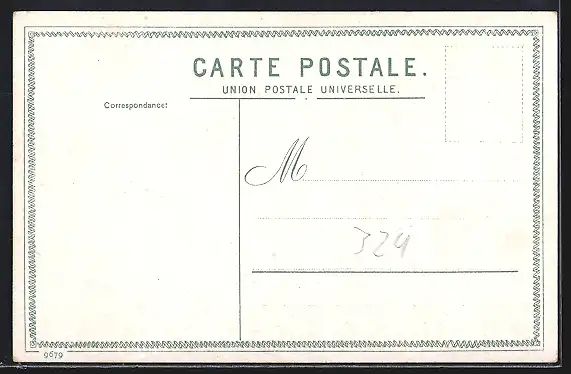 CARTE POSTALE.
UNION POSTALE UNIVERSELLE.
Correspondance:
M
324
9679